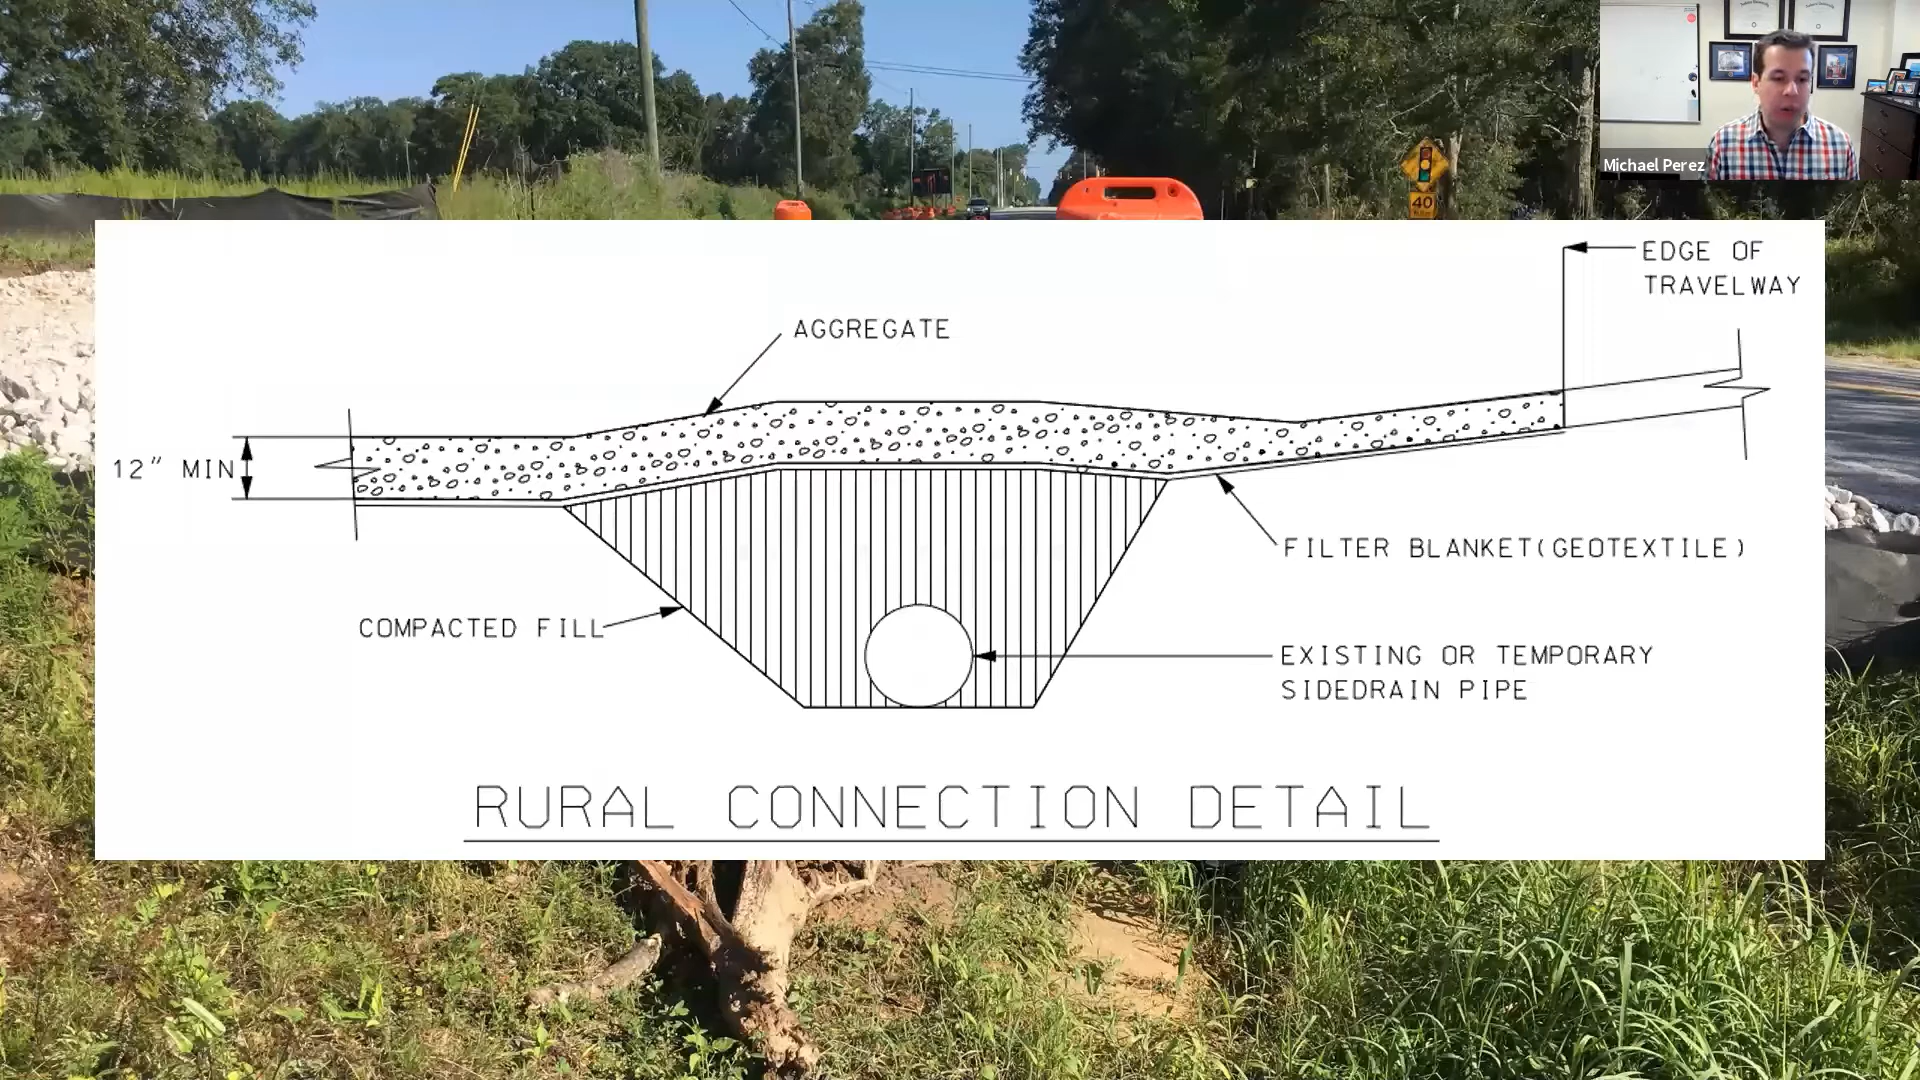 Michael Perez
40
EDGE OF
TRAVELWAY
AGGREGATE
12" MIN
FILTER BLANKET(GEOTEXTILE)
COMPACTED FILL
EXISTING OR TEMPORARY
SIDEDRAIN PIPE
RURAL CONNECTION DETAIL